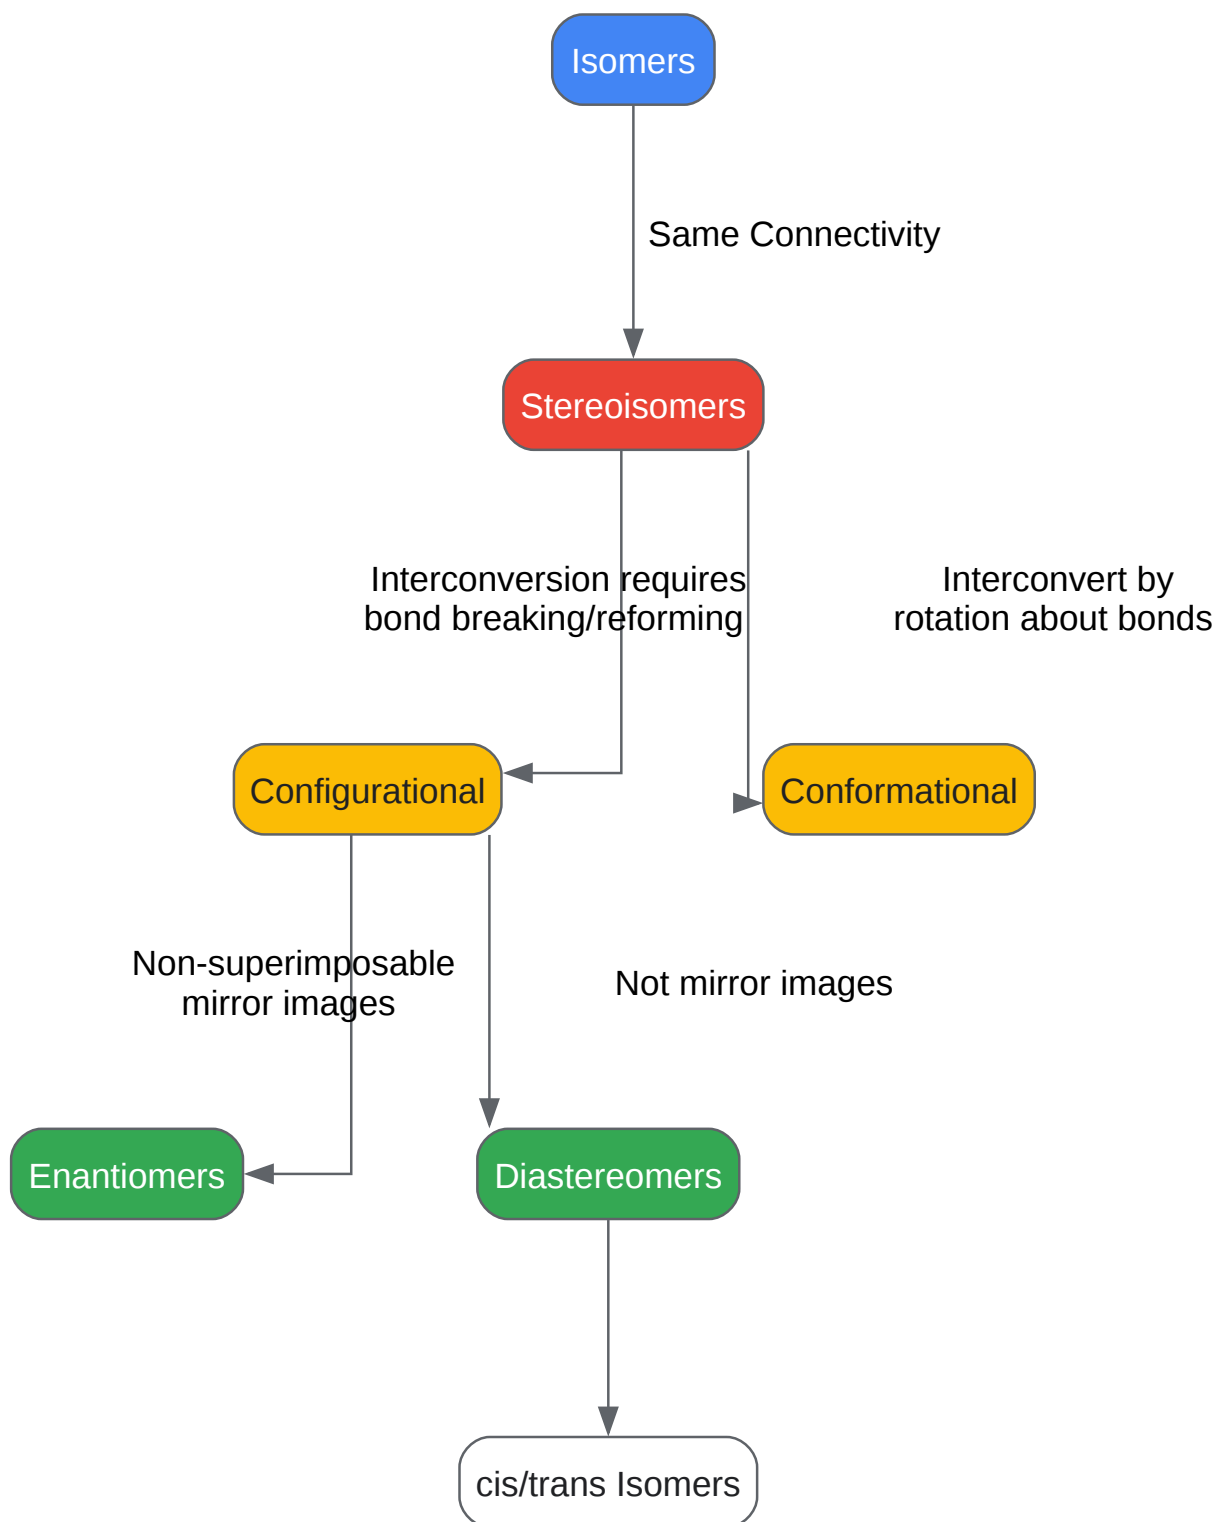 Isomers
Same Connectivity
Stereoisomers
Interconversion requires
bond breaking/reforming
Interconvert by
rotation about bonds
Configurational
Conformational
Non-superimposable
mirror images
Not mirror images
Enantiomers
Diastereomers
cis/trans Isomers